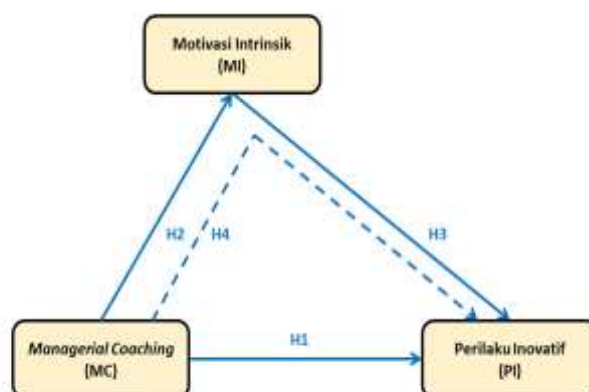 Motivasi Intrinsik
(MI)
H2
H4
H3
Managerial Coaching
(MC)
H1
Perilaku Inovatif
(PI)